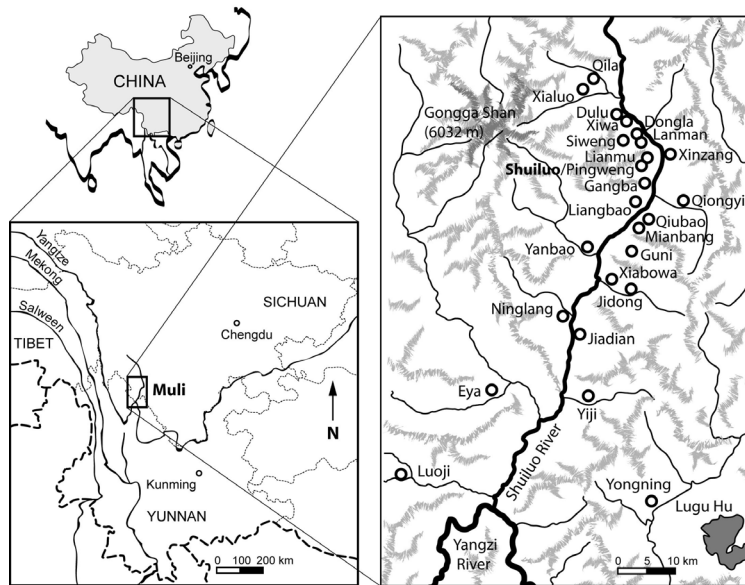 Beijing
CHINA
Yangtze
Mekong
Salween
TIBET
SICHUAN
Chengdu
Muli
N
Kunming
YUNNAN
0 100 200 km
Qila
Xialuo
Gongga Shan
(6032 m)
Dulu
Xiwa
Dongla
Lanman
Siweng
Lianmu
Xinzang
Shuiluo/Pingweng
Gangba
Liangbao
Qiongyi
Qiubao
Mianbang
Yanbao
Guni
Xiabowa
Jidong
Ninglang
Jiadian
Eya
Yiji
Shuiluo River
Luoji
Yongning
Lugu Hu
Yangzi
River
0 5 10 km